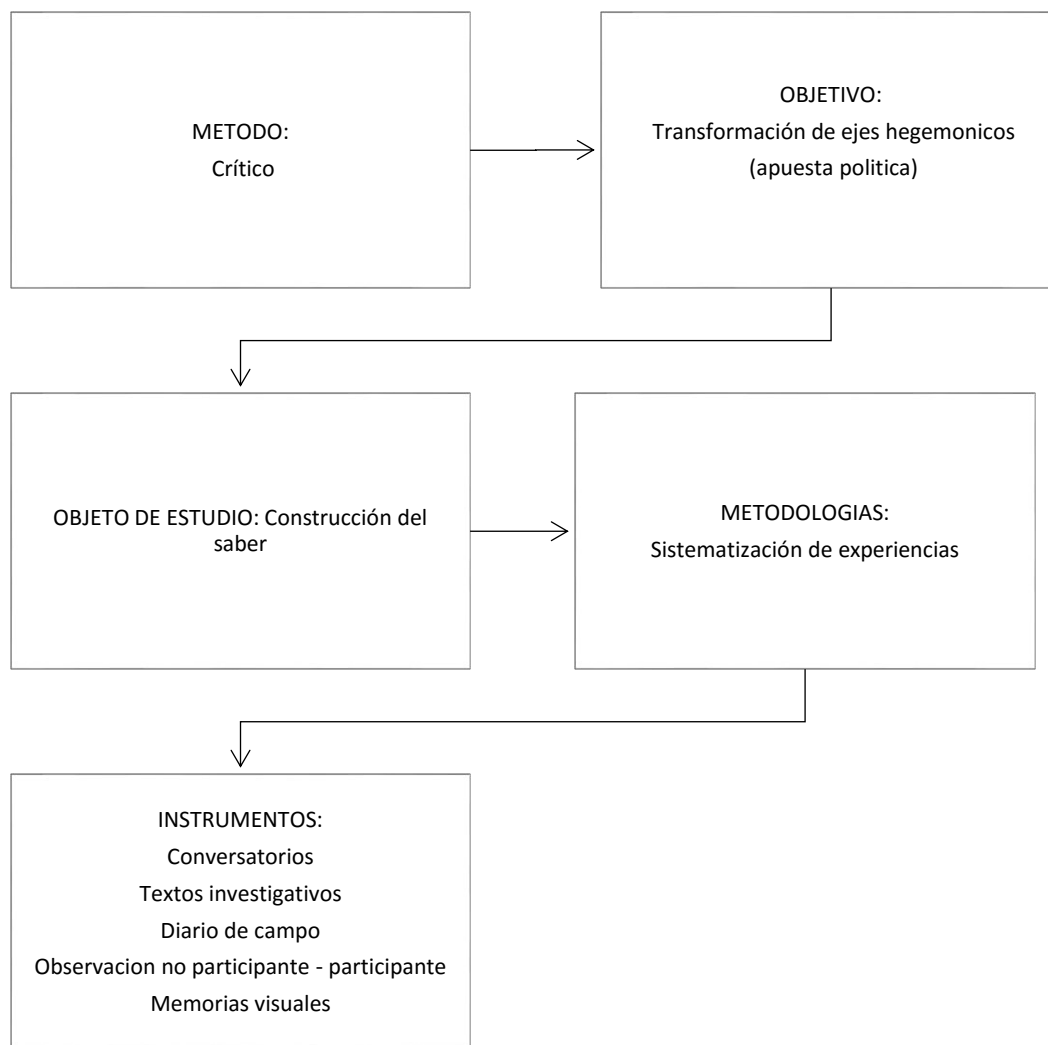 METODO:
Crítico
OBJETIVO:
Transformación de ejes hegemonicos
(apuesta politica)
OBJETO DE ESTUDIO: Construcción del
saber
METODOLOGIAS:
Sistematización de experiencias
INSTRUMENTOS:
Conversatorios
Textos investigativos
Diario de campo
Observacion no participante - participante
Memorias visuales